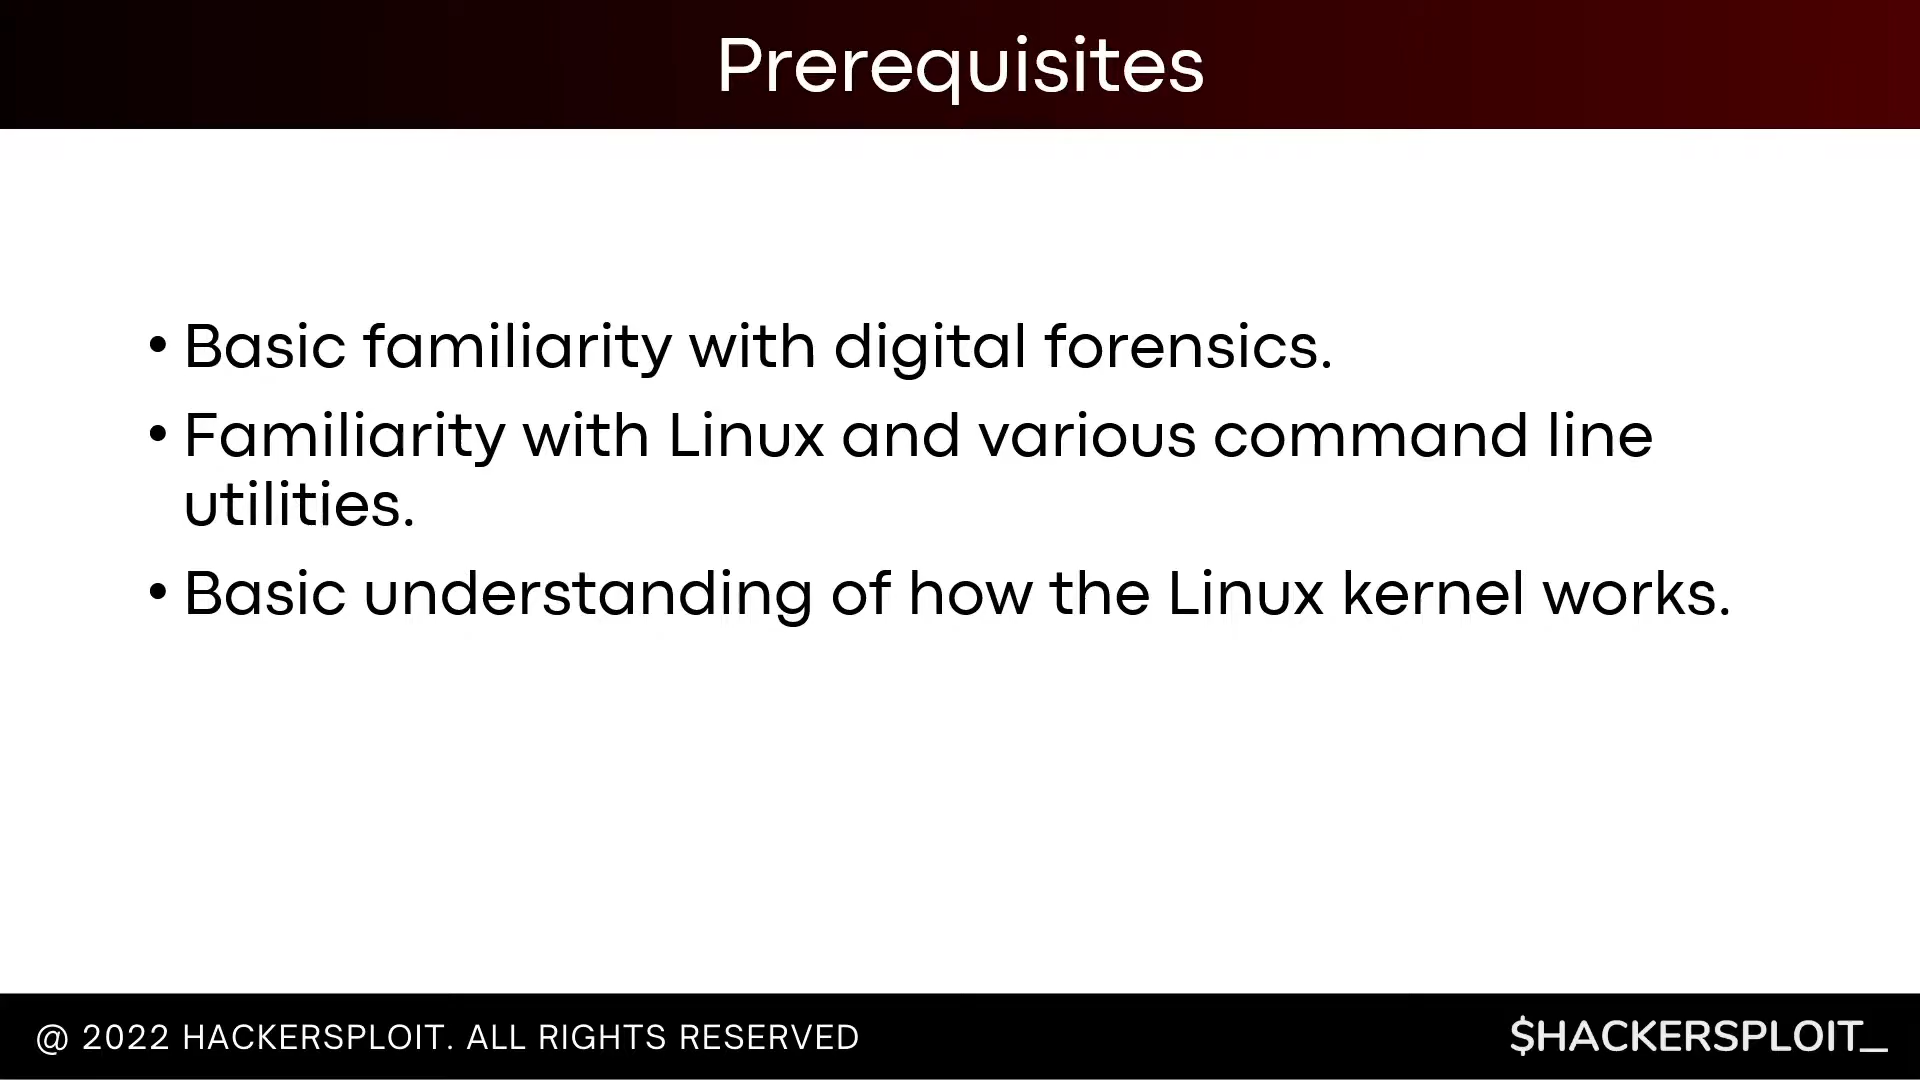 Prerequisites
• Basic familiarity with digital forensics.
• Familiarity with Linux and various command line
utilities.
• Basic understanding of how the Linux kernel works.
@ 2022 HACKERSPLOIT. ALL RIGHTS RESERVED
$HACKERSPLOIT_